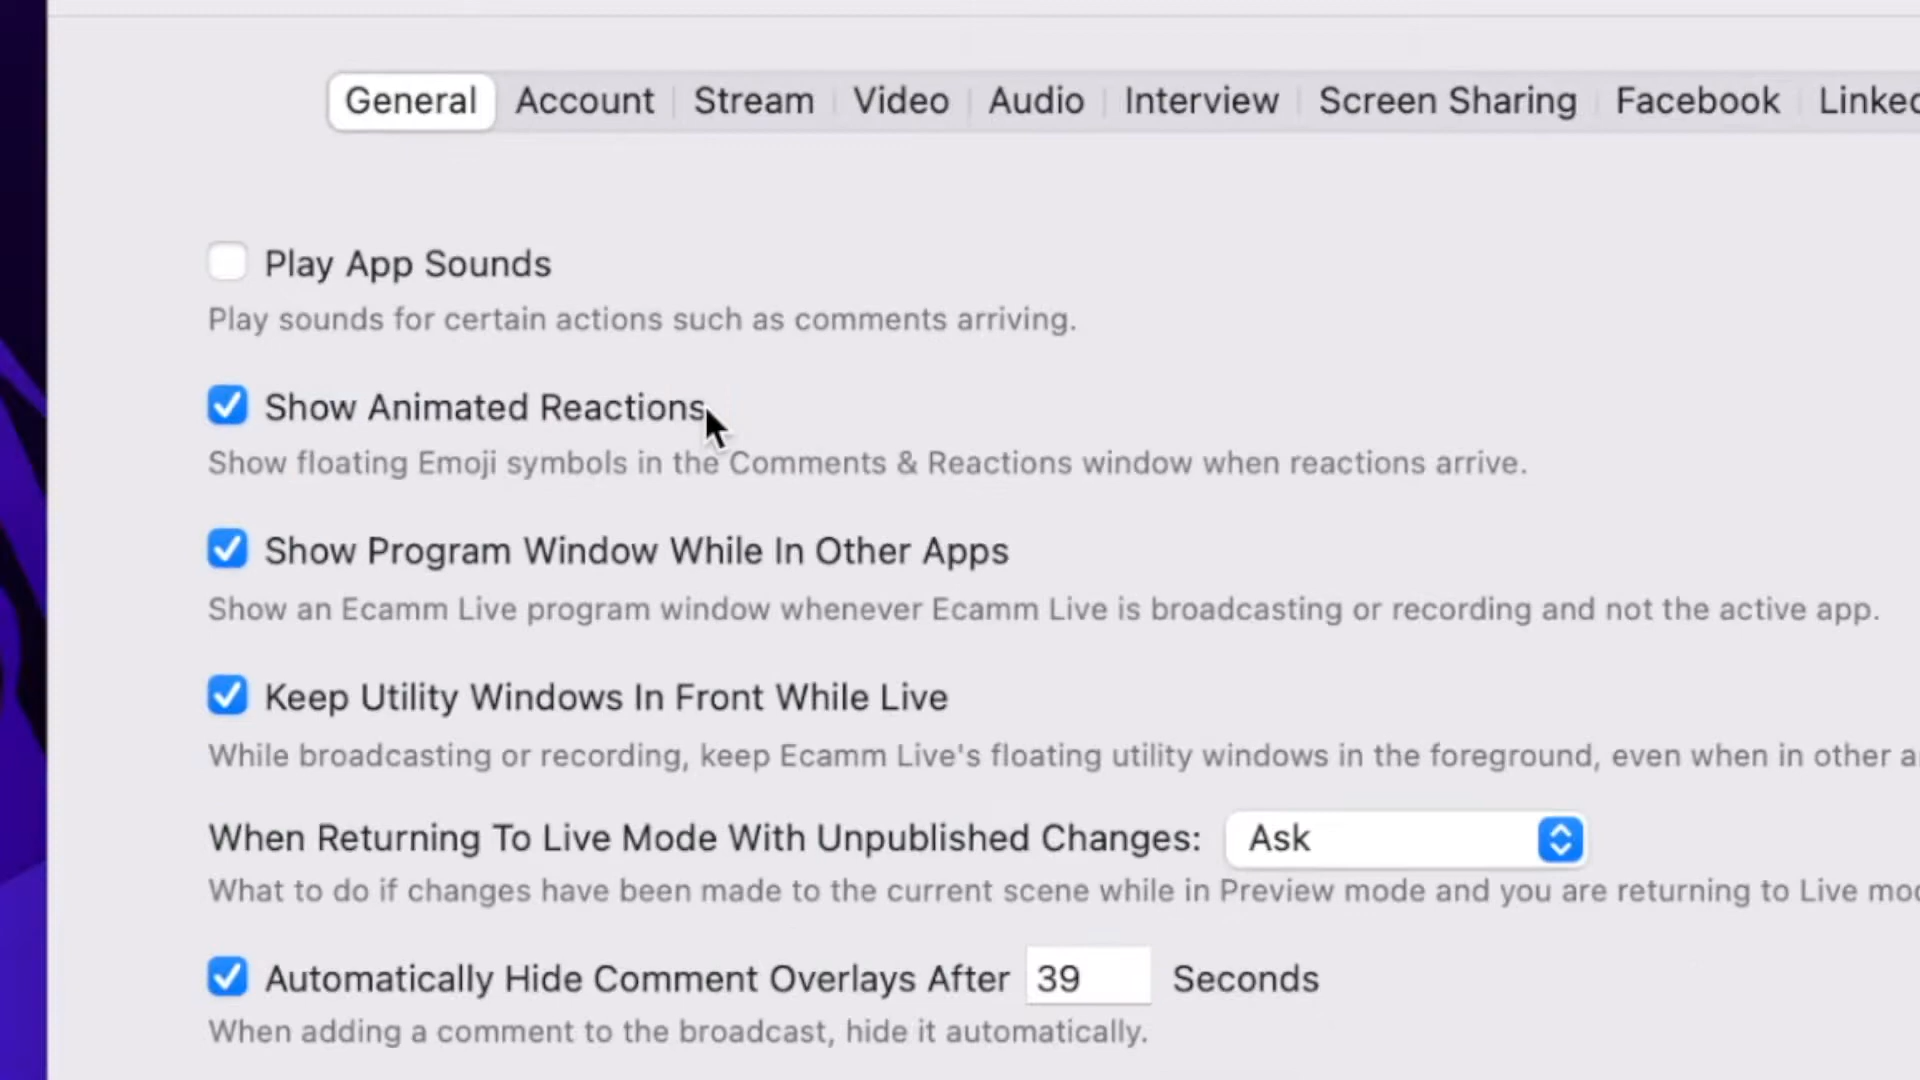 General Account Stream Video Audio Interview Screen Sharing Facebook
Play App Sounds
Play sounds for certain actions such as comments arriving.
Show Animated Reactions
Show floating Emoji symbols in the Comments & Reactions window when reactions arrive.
Show Program Window While In Other Apps
Show an Ecamm Live program window whenever Ecamm Live is broadcasting or recording and not the active app.
Keep Utility Windows In Front While Live
While broadcasting or recording, keep Ecamm Live's floating utility windows in the foreground, even when in other
When Returning To Live Mode With Unpublished Changes: Ask
What to do if changes have been made to the current scene while in Preview mode and you are returning to Live
Automatically Hide Comment Overlays After 39 Seconds
When adding a comment to the broadcast, hide it automatically.